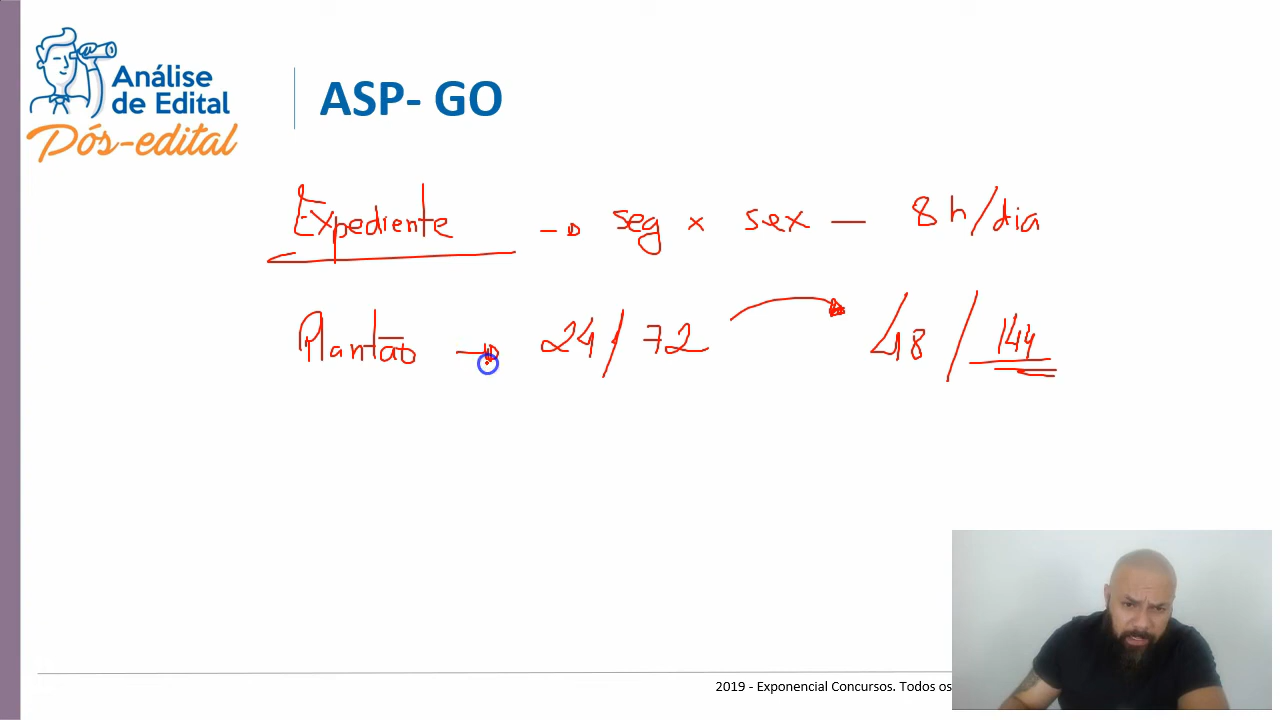 Análise
de Edital
Pós-edital
ASP- GO
Expediente → seg x sex — 8h/dia
Plantão → 24/72 → 48/144
2019 - Exponencial Concursos. Todos os